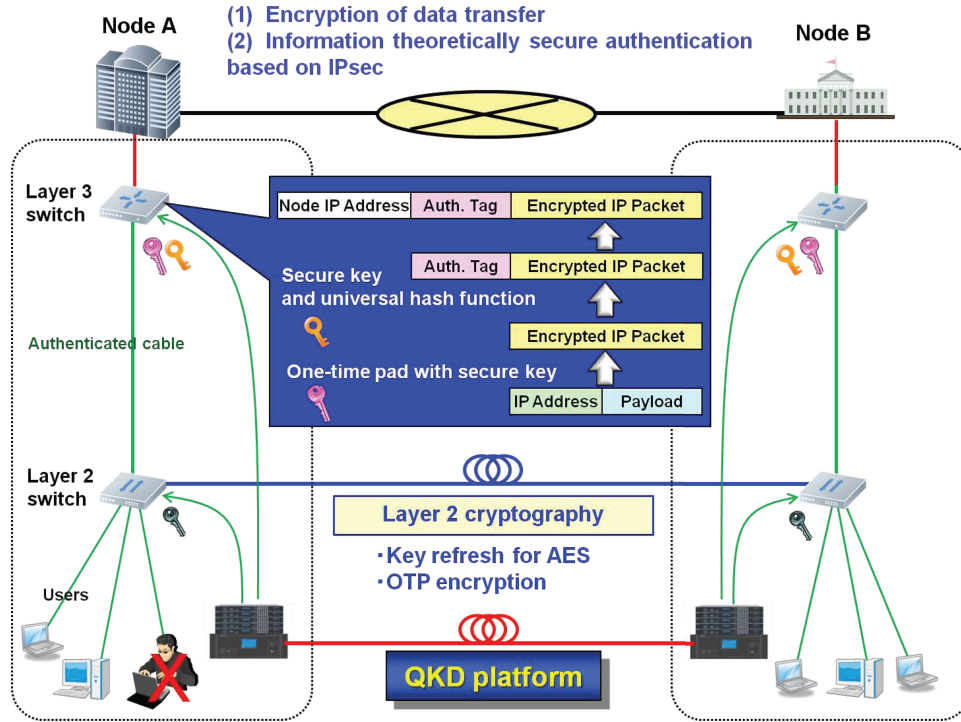 Node A
(1) Encryption of data transfer
(2) Information theoretically secure authentication
based on IPsec
Node B
Layer 3
switch
Node IP Address Auth. Tag Encrypted IP Packet
Auth. Tag Encrypted IP Packet
Secure key
and universal hash function
Encrypted IP Packet
Authenticated cable
One-time pad with secure key
IP Address Payload
Layer 2
switch
Layer 2 cryptography
・Key refresh for AES
・OTP encryption
Users
QKD platform